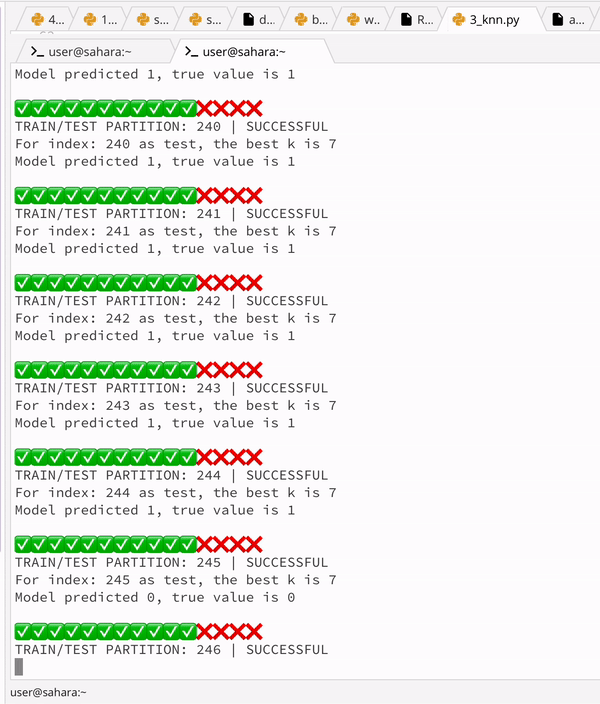 4...
1...
s...
s...
d...
b...
w..
R...
3_knn.py
a...
>_ user@sahara:~
>_ user@sahara:~
Model predicted 1, true value is 1
✅✅✅✅✅✅✅✅✅✅✅❌❌❌❌
TRAIN/TEST PARTITION: 240 | SUCCESSFUL
For index: 240 as test, the best k is 7
Model predicted 1, true value is 1
✅✅✅✅✅✅✅✅✅✅✅❌❌❌❌
TRAIN/TEST PARTITION: 241 | SUCCESSFUL
For index: 241 as test, the best k is 7
Model predicted 1, true value is 1
✅✅✅✅✅✅✅✅✅✅✅❌❌❌❌
TRAIN/TEST PARTITION: 242 | SUCCESSFUL
For index: 242 as test, the best k is 7
Model predicted 1, true value is 1
✅✅✅✅✅✅✅✅✅✅✅❌❌❌❌
TRAIN/TEST PARTITION: 243 | SUCCESSFUL
For index: 243 as test, the best k is 7
Model predicted 1, true value is 1
✅✅✅✅✅✅✅✅✅✅✅❌❌❌❌
TRAIN/TEST PARTITION: 244 | SUCCESSFUL
For index: 244 as test, the best k is 7
Model predicted 1, true value is 1
✅✅✅✅✅✅✅✅✅✅✅❌❌❌❌
TRAIN/TEST PARTITION: 245 | SUCCESSFUL
For index: 245 as test, the best k is 7
Model predicted 0, true value is 0
✅✅✅✅✅✅✅✅✅✅✅❌❌❌❌
TRAIN/TEST PARTITION: 246 | SUCCESSFUL
user@sahara:~